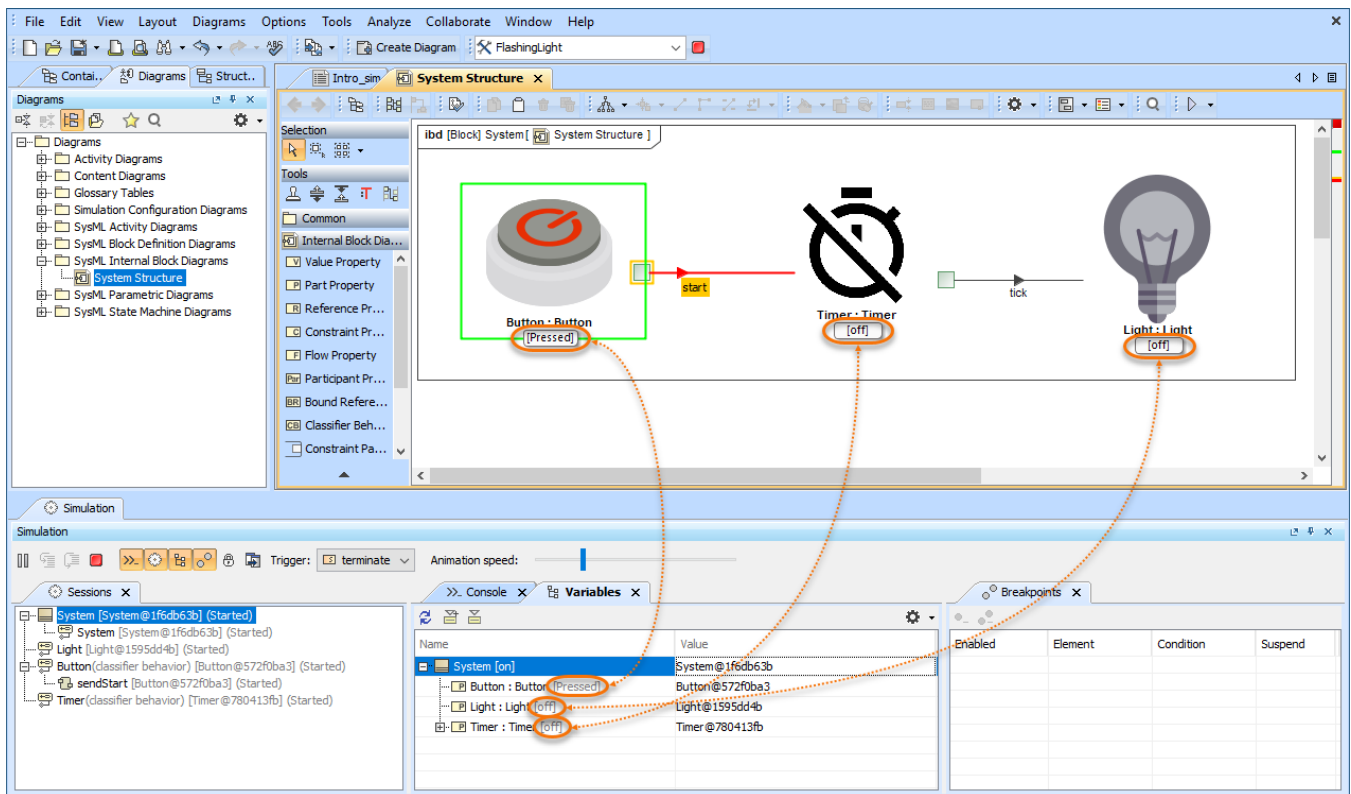 File Edit View Layout Diagrams Options Tools Analyze Collaborate Window Help
Create Diagram FlashingLight
Contai.. Diagrams Struct..
Intro_sim System Structure
Diagrams
Diagrams
Activity Diagrams
Content Diagrams
Glossary Tables
Simulation Configuration Diagrams
SysML Activity Diagrams
SysML Block Definition Diagrams
SysML Internal Block Diagrams
System Structure
SysML Parametric Diagrams
SysML State Machine Diagrams
Selection
Tools
Common
Internal Block Dia...
Value Property
Part Property
Reference Pr...
Constraint Pr...
Flow Property
Participant Pr...
Bound Refere...
Classifier Beh...
Constraint Pa...
ibd [Block] System[ System Structure ]
start
tick
Button : Button
[Pressed]
Timer : Timer
[off]
Light : Light
[off]
Simulation
Simulation
Trigger: terminate Animation speed:
Sessions
System [System@1f6db63b] (Started)
System [System@1f6db63b] (Started)
Light [Light@1595dd4b] (Started)
Button(classifier behavior) [Button@572f0ba3] (Started)
sendStart [Button@572f0ba3] (Started)
Timer(classifier behavior) [Timer@780413fb] (Started)
Console Variables
Name Value
System [on] System@1f6db63b
Button : Button [Pressed] Button@572f0ba3
Light : Light [off] Light@1595dd4b
Timer : Timer [off] Timer@780413fb
Breakpoints
Enabled Element Condition Suspend